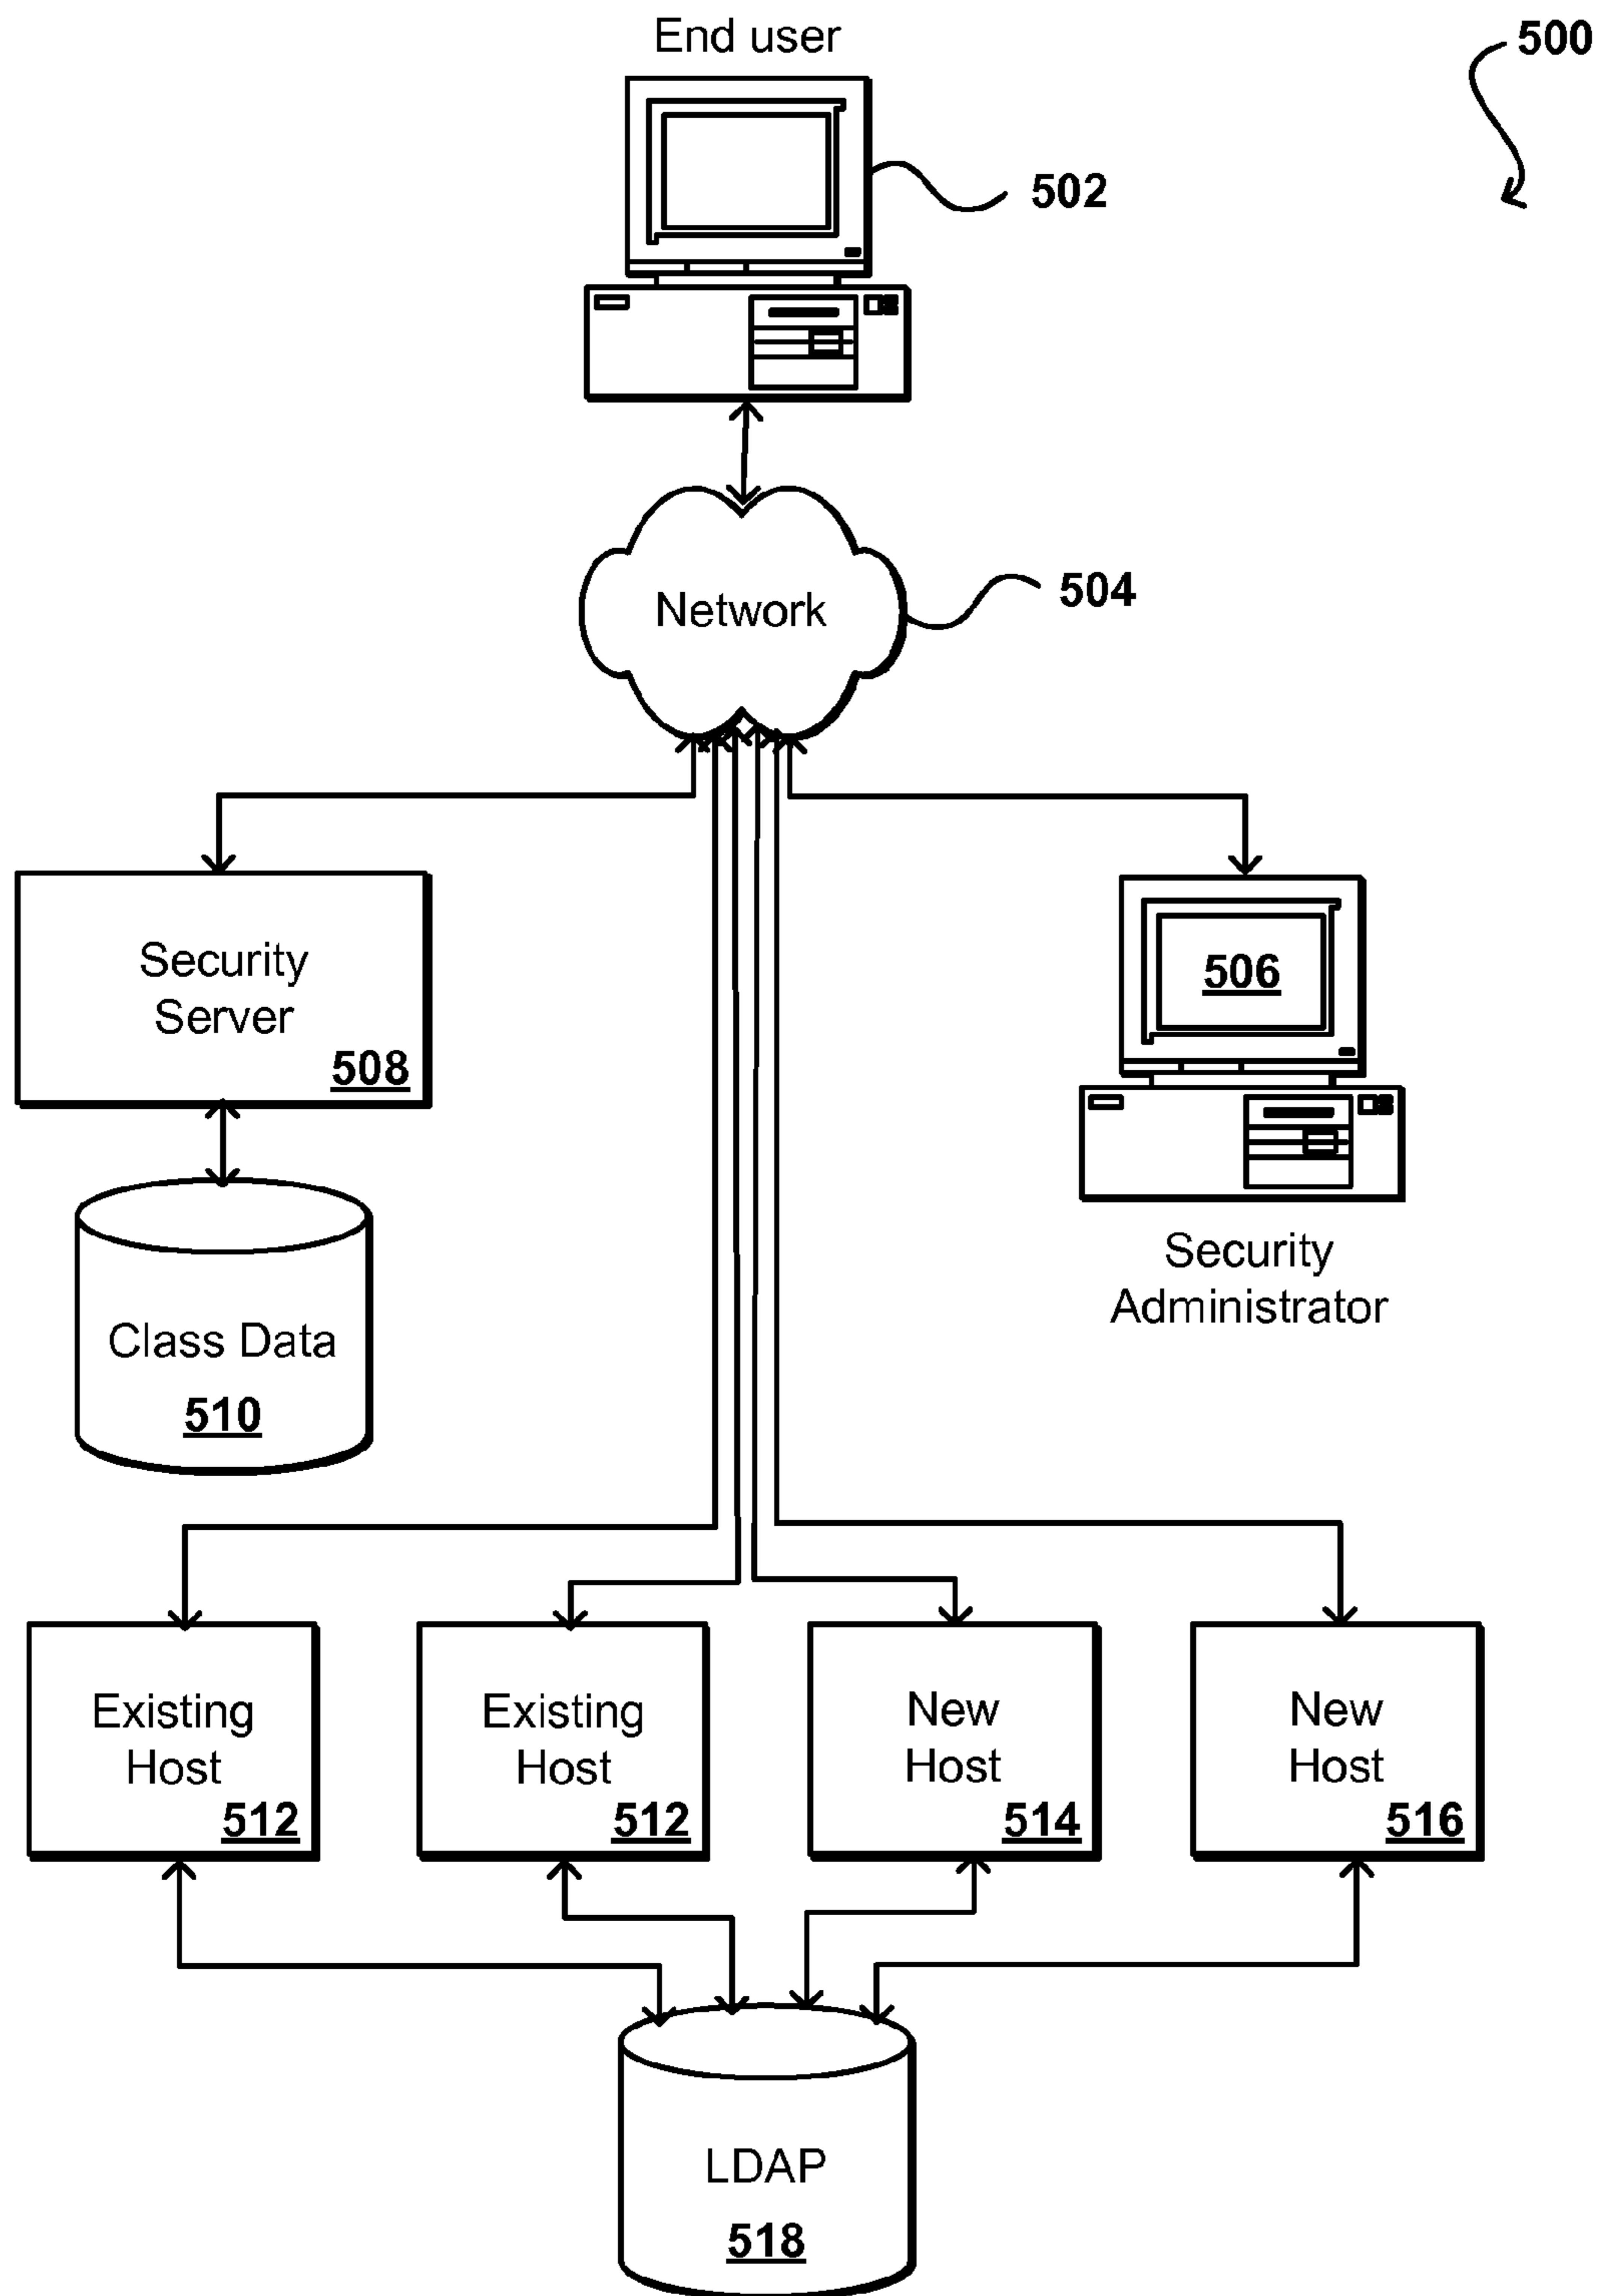 End user
500
502
Network
504
Security
Server
508
506
Security
Administrator
Class Data
510
Existing
Host
512
Existing
Host
512
New
Host
514
New
Host
516
LDAP
518